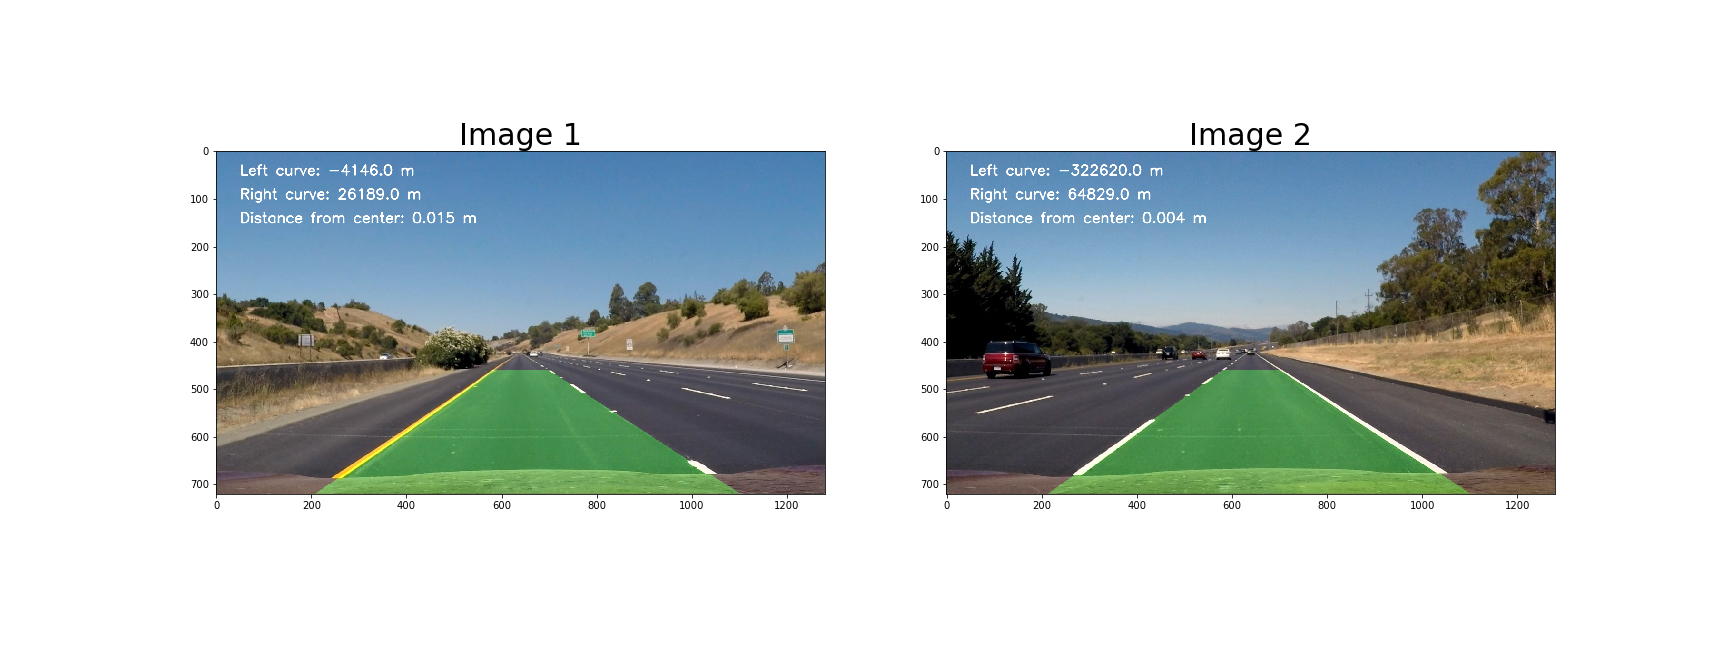 Image 1
Left curve: -4146.0 m
Right curve: 26189.0 m
Distance from center: 0.015 m
0
100
200
300
400
500
600
700
0 200 400 600 800 1000 1200
Image 2
Left curve: -322620.0 m
Right curve: 64829.0 m
Distance from center: 0.004 m
0
100
200
300
400
500
600
700
0 200 400 600 800 1000 1200